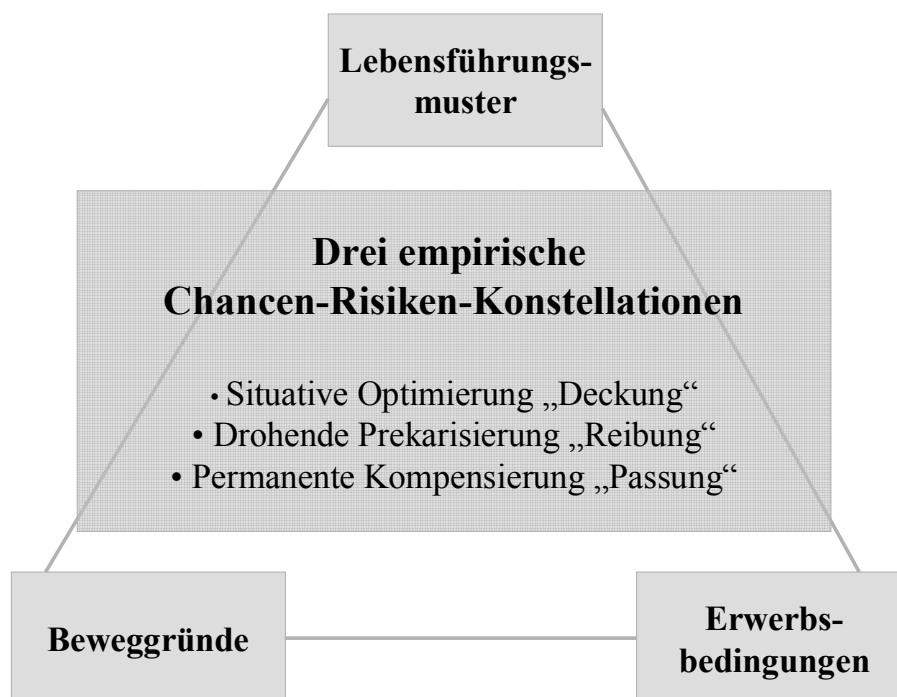 Lebensführungs-
muster
Drei empirische
Chancen-Risiken-Konstellationen
• Situative Optimierung „Deckung“
• Drohende Prekarisierung „Reibung“
• Permanente Kompensierung „Passung“
Beweggründe
Erwerbs-
bedingungen